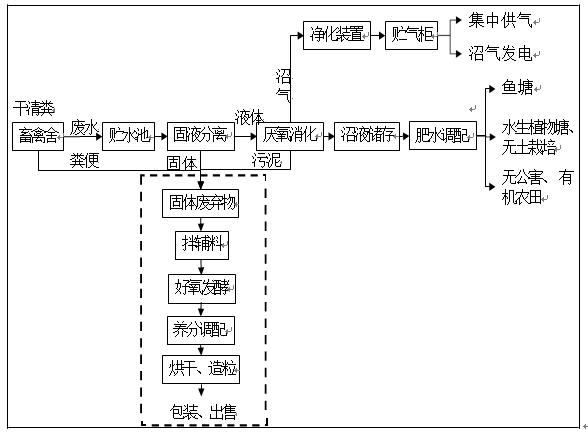 净化装置
贮气柜
集中供气
沼气发电
沼
气
干清粪
畜禽舍
废水
贮水池
固液分离
液体
厌氧消化
沼液储存
肥水调配
鱼塘
水生植物塘、
无土栽培
无公害、有
机农田
粪便
固体
污泥
固体废弃物
拌辅料
好氧发酵
养分调配
烘干、造粒
包装、出售